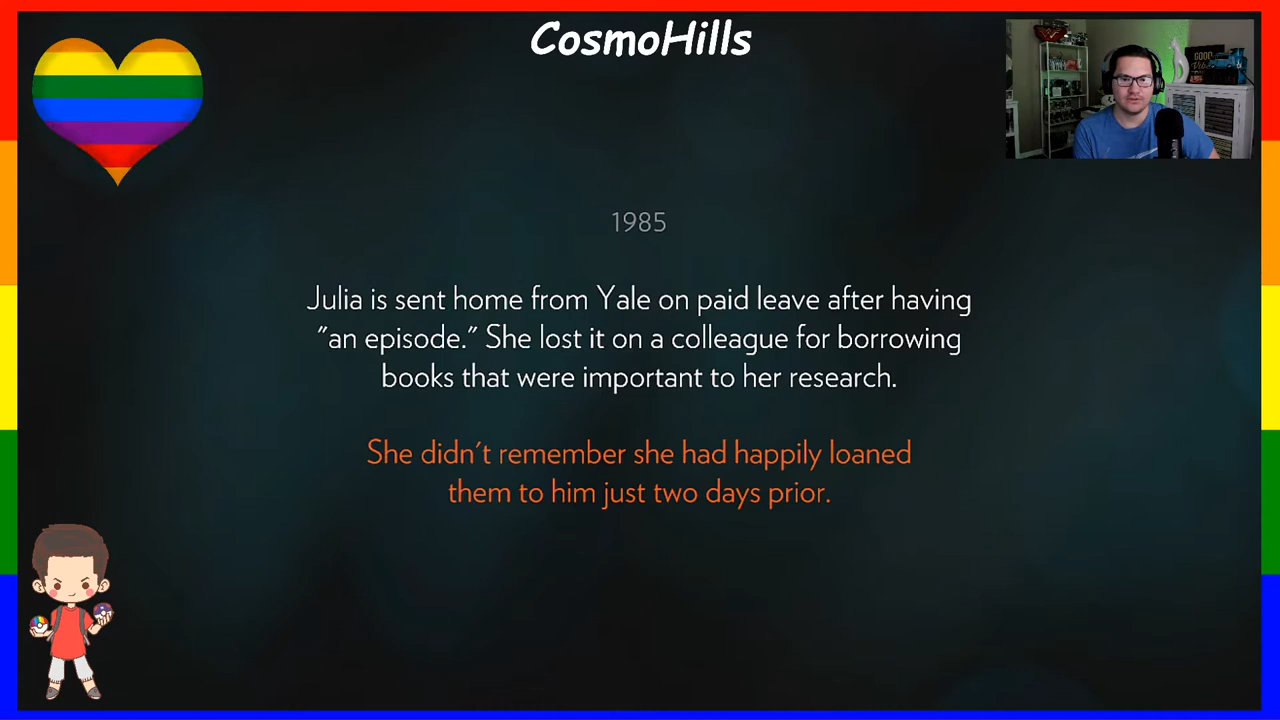 CosmoHills
GOOD
1985
Julia is sent home from Yale on paid leave after having
"an episode." She lost it on a colleague for borrowing
books that were important to her research.
She didn't remember she had happily loaned
them to him just two days prior.